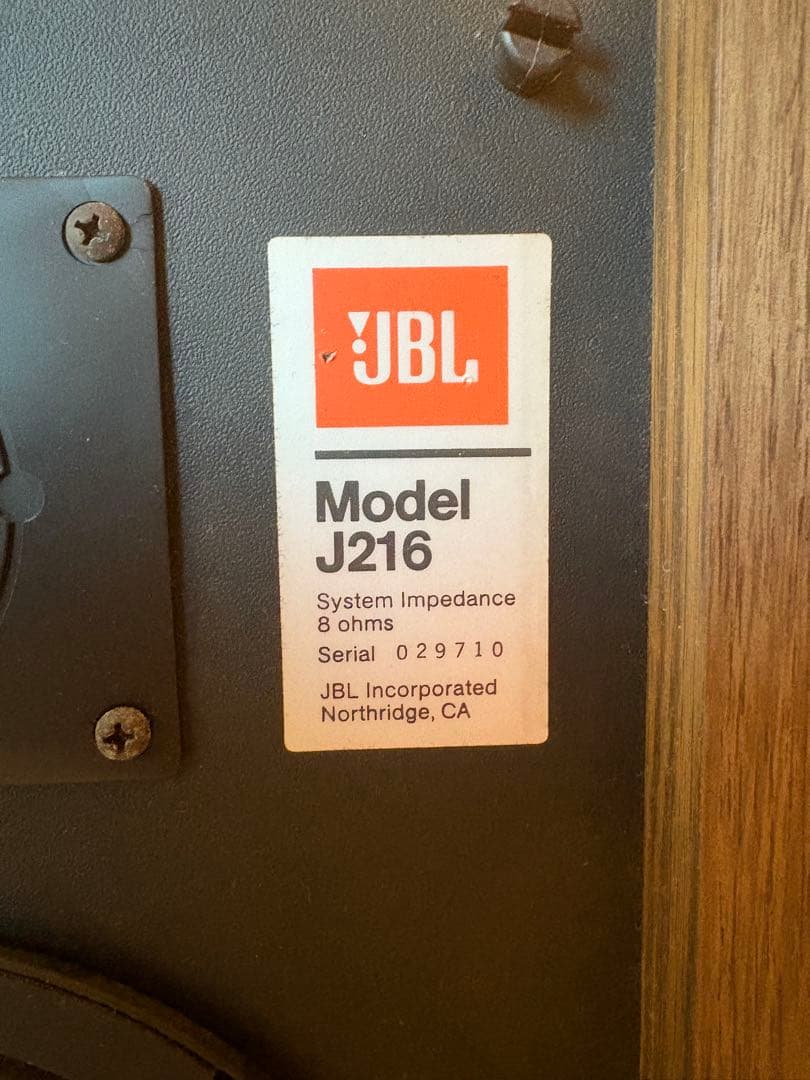 JBL
Model
J216
System Impedance
8 ohms
Serial 029710
JBL Incorporated
Northridge, CA